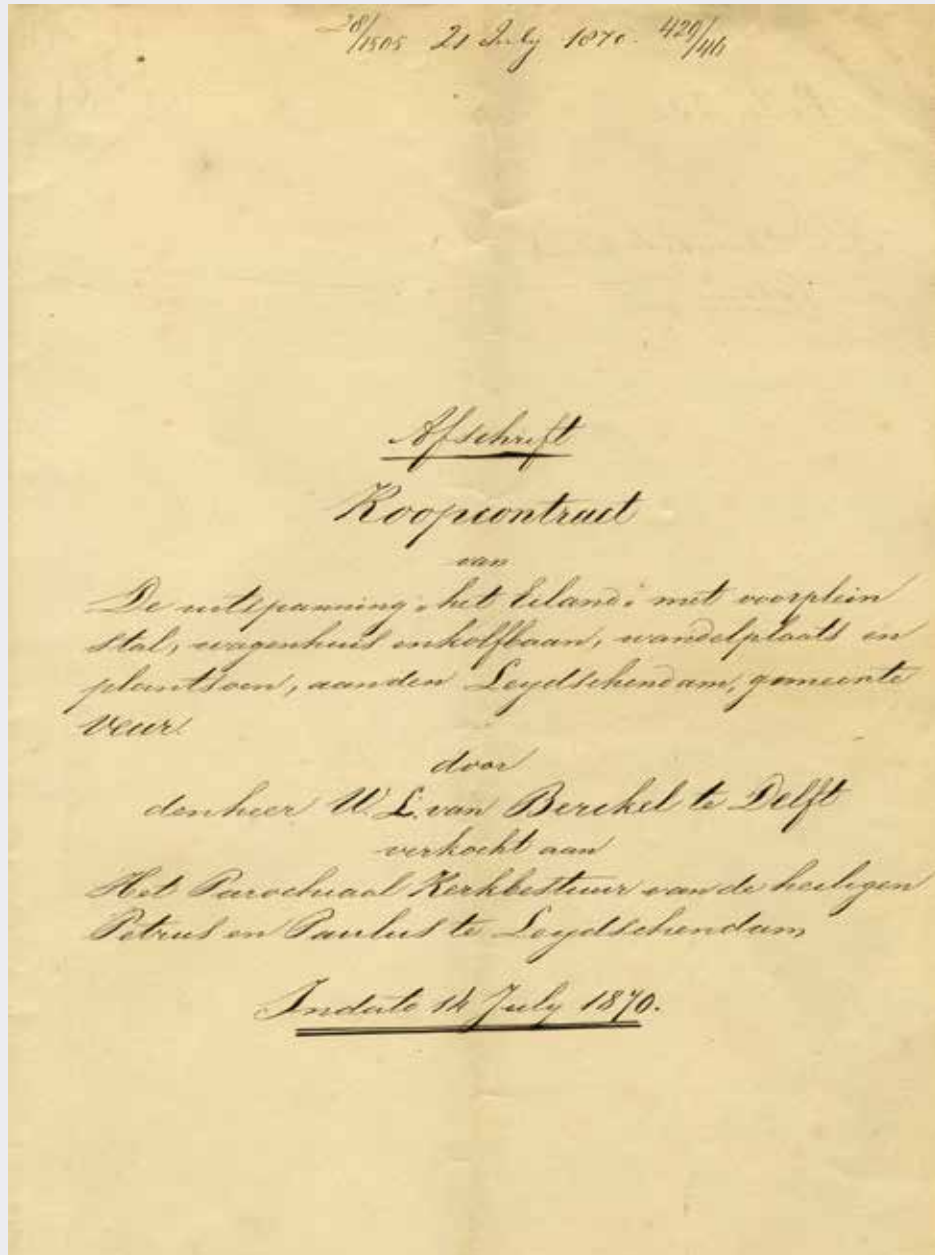 28/1505 21 July 1870. 420/46
Afschrift
Koopcontract
van
De uitspanning „het Eiland" met voorplein
stal, wagenhuis en kolfbaan, wandelplaats en
plantsoen, aan den Leydschendam, gemeente
Veur.
door
den heer W. L. van Berckel te Delft
verkocht aan
Het Parochiaal Kerkbestuur van de heiligen
Petrus en Paulus te Leydschendam
In dato 14 July 1870.